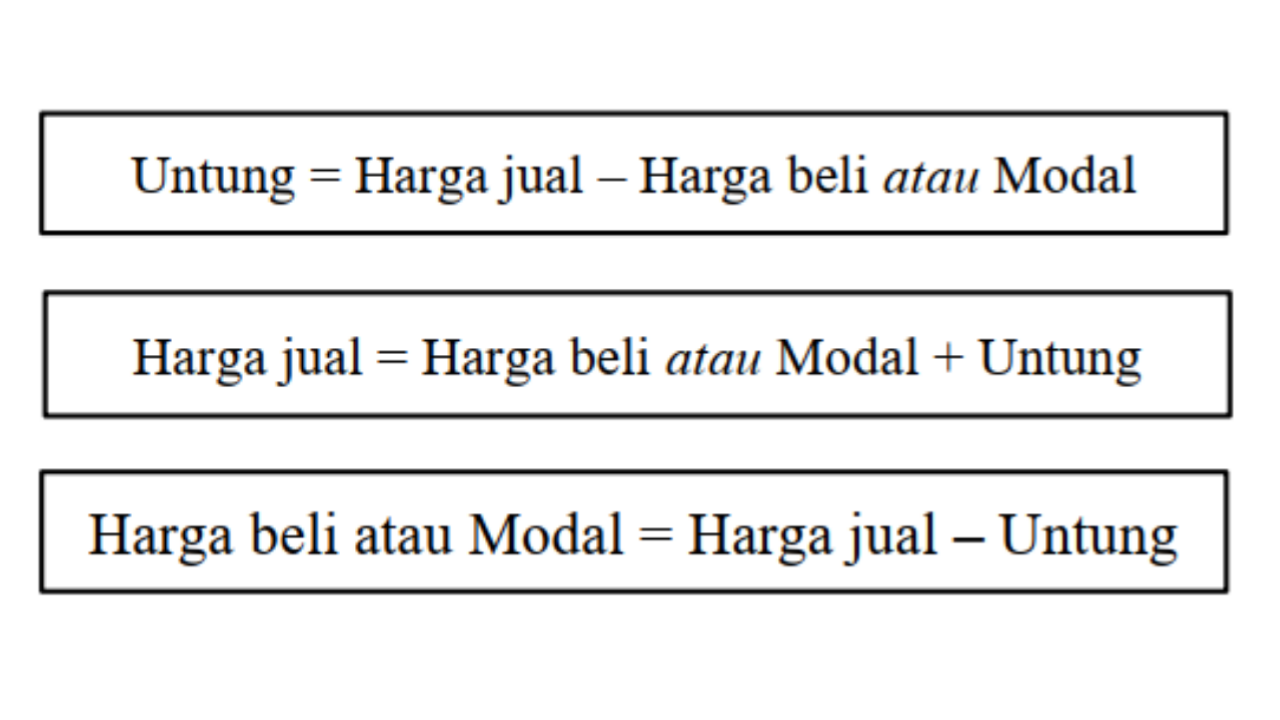 Untung = Harga jual – Harga beli atau Modal
Harga jual = Harga beli atau Modal + Untung
Harga beli atau Modal = Harga jual – Untung